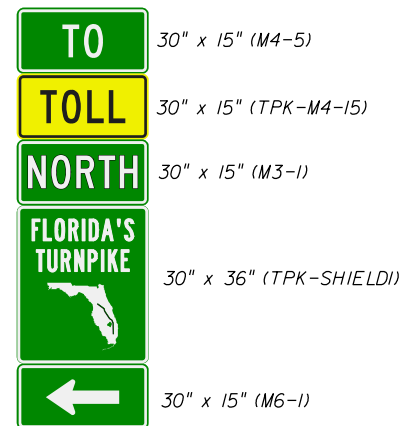 TO 30" x 15" (M4-5)
TOLL 30" x 15" (TPK-M4-15)
NORTH 30" x 15" (M3-1)
FLORIDA'S
TURNPIKE
30" x 36" (TPK-SHIELD1)
30" x 15" (M6-1)